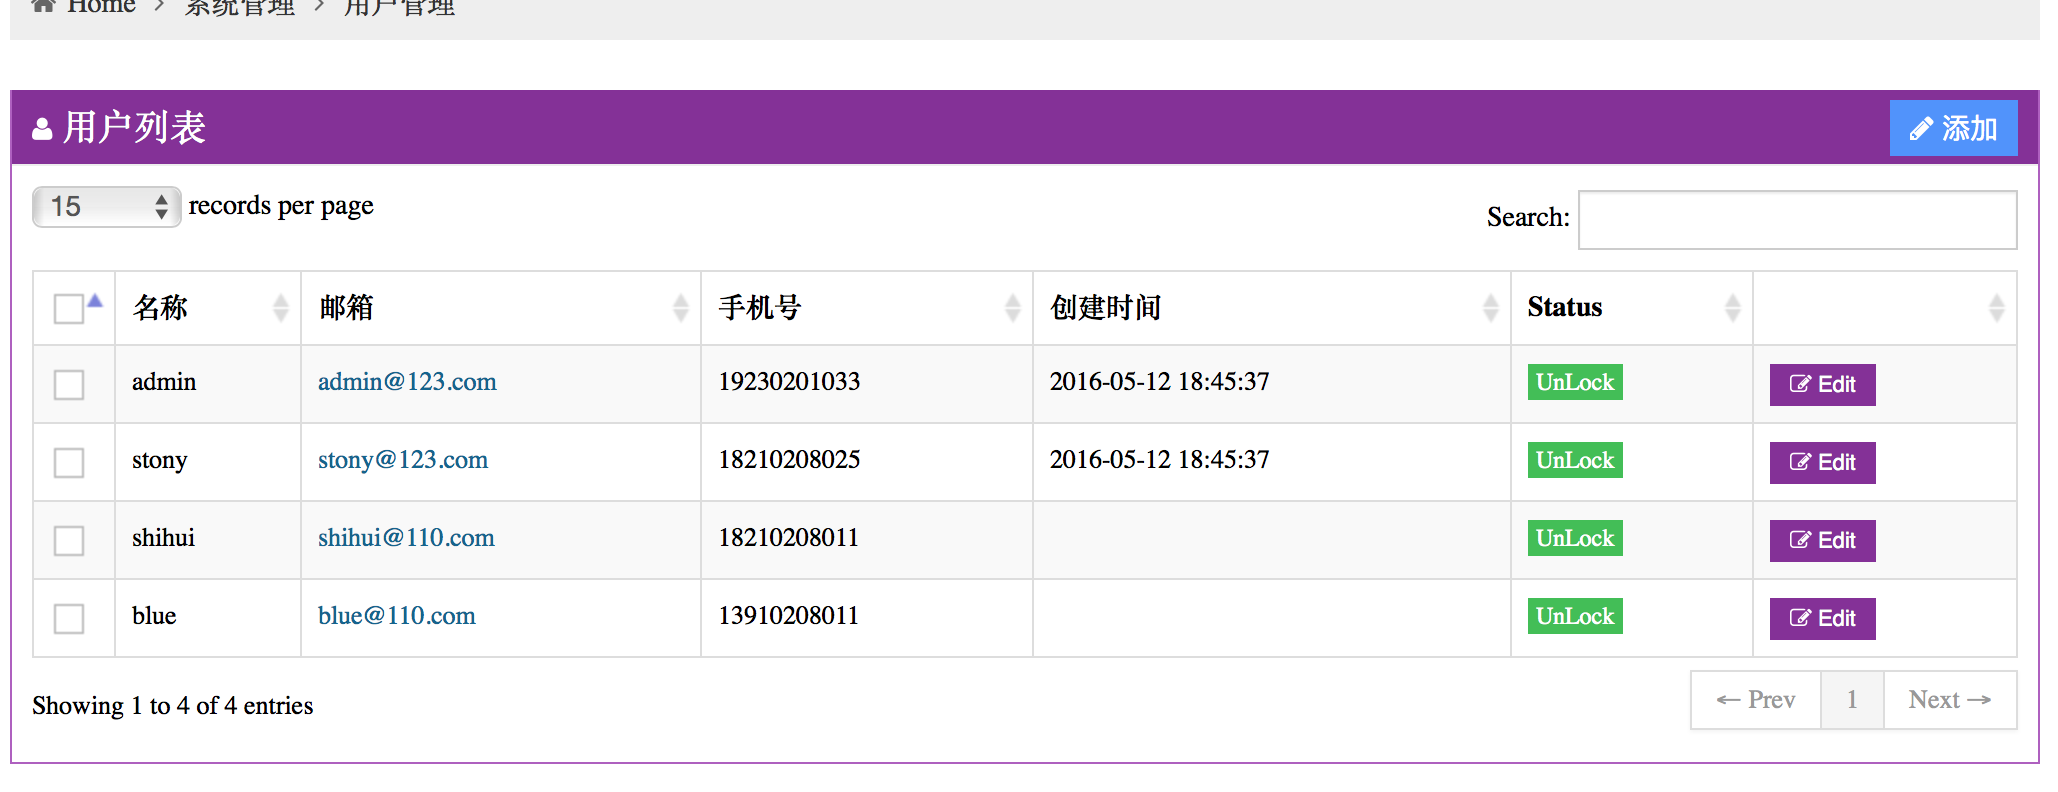 Home > 系统管理 > 用户管理
用户列表 添加
15 records per page Search:
名称 邮箱 手机号 创建时间 Status
admin admin@123.com 19230201033 2016-05-12 18:45:37 UnLock Edit
stony stony@123.com 18210208025 2016-05-12 18:45:37 UnLock Edit
shihui shihui@110.com 18210208011 UnLock Edit
blue blue@110.com 13910208011 UnLock Edit
Showing 1 to 4 of 4 entries ← Prev 1 Next →